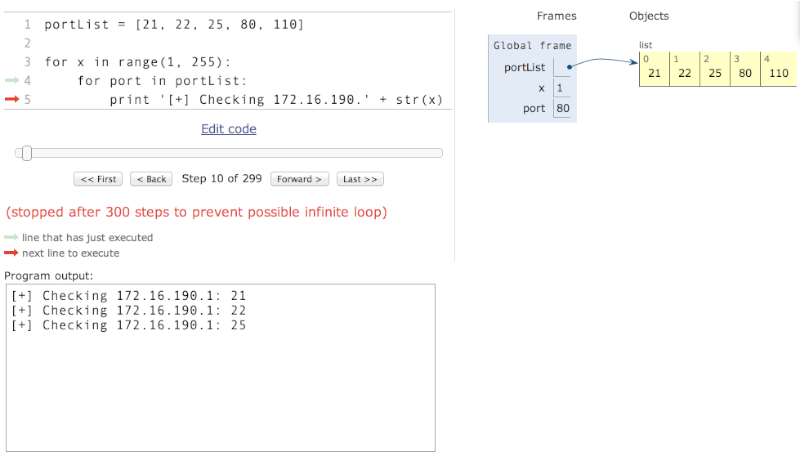 1 portList = [21, 22, 25, 80, 110]
2
3 for x in range(1, 255):
4 for port in portList:
5 print '[+] Checking 172.16.190.' + str(x)
Edit code
<< First < Back Step 10 of 299 Forward > Last >>
(stopped after 300 steps to prevent possible infinite loop)
line that has just executed
next line to execute
Program output:
[+] Checking 172.16.190.1: 21
[+] Checking 172.16.190.1: 22
[+] Checking 172.16.190.1: 25
Frames Objects
Global frame
portList
x 1
port 80
list
0 1 2 3 4
21 22 25 80 110